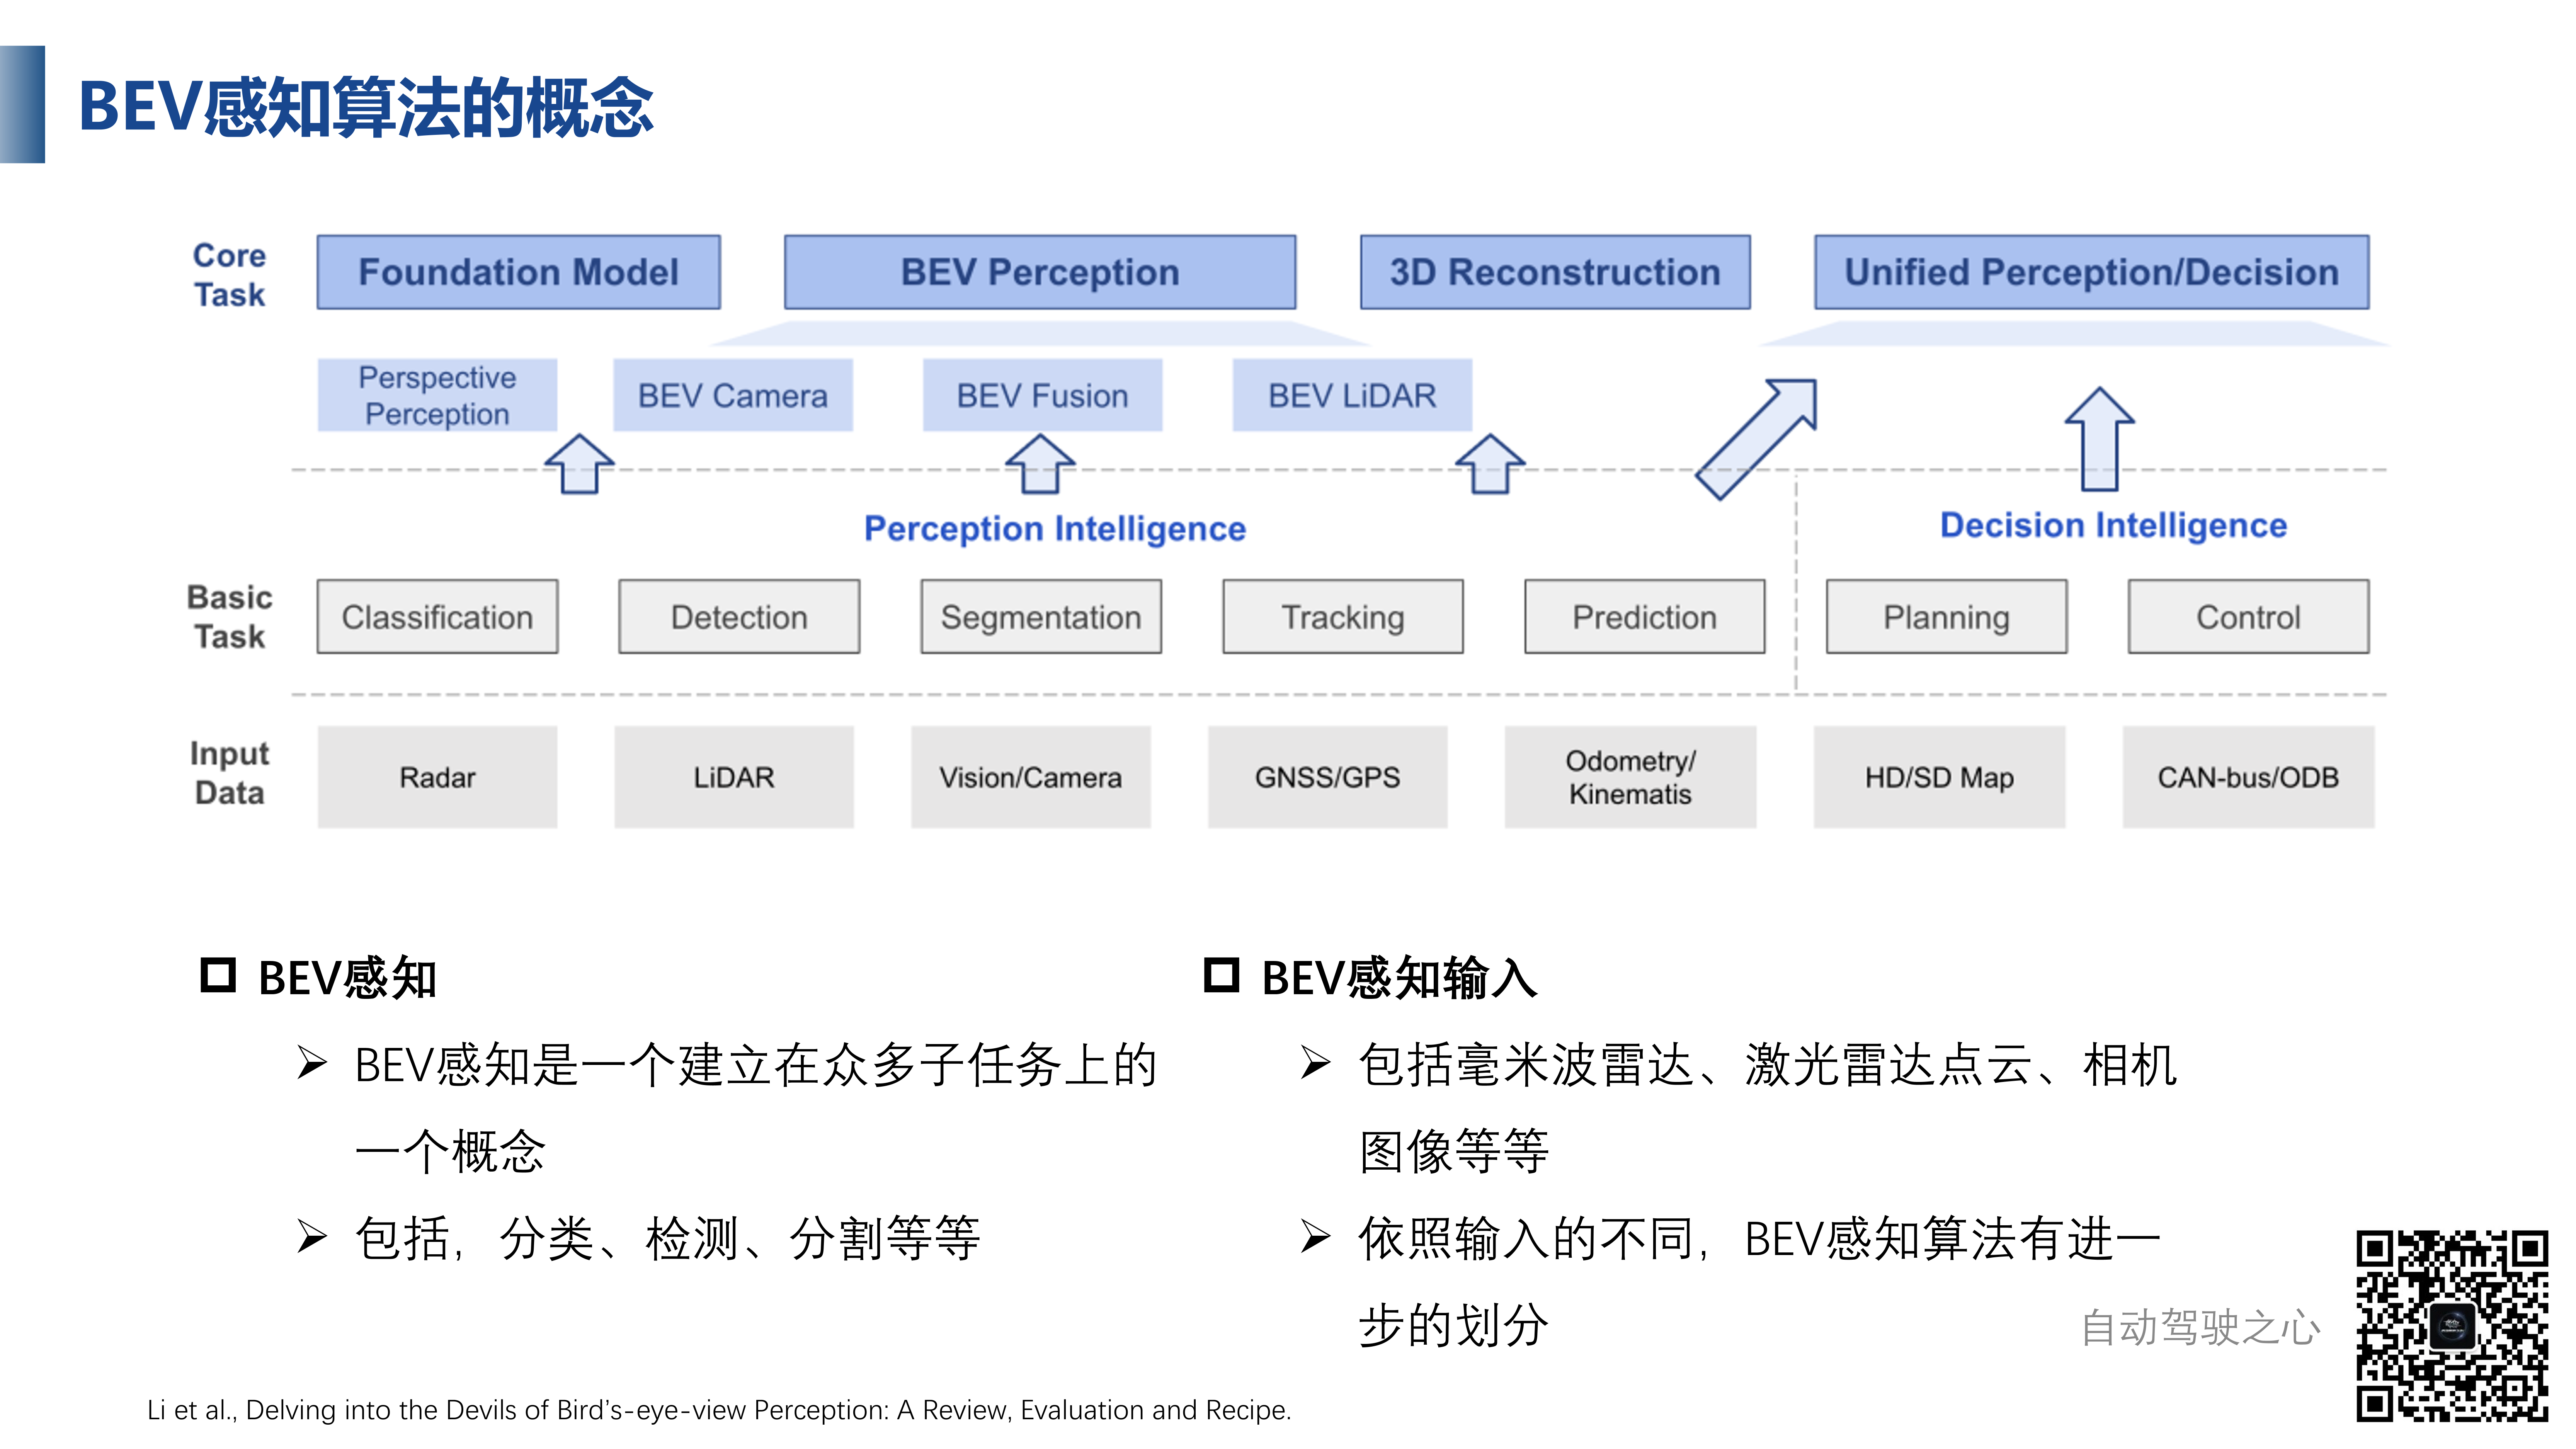 BEV感知算法的概念
Core
Task
Foundation Model
BEV Perception
3D Reconstruction
Unified Perception/Decision
Perspective
Perception
BEV Camera
BEV Fusion
BEV LiDAR
Perception Intelligence
Decision Intelligence
Basic
Task
Classification
Detection
Segmentation
Tracking
Prediction
Planning
Control
Input
Data
Radar
LiDAR
Vision/Camera
GNSS/GPS
Odometry/
Kinematis
HD/SD Map
CAN-bus/ODB
BEV感知
BEV感知是一个建立在众多子任务上的
一个概念
包括，分类、检测、分割等等
BEV感知输入
包括毫米波雷达、激光雷达点云、相机
图像等等
依照输入的不同，BEV感知算法有进一
步的划分
自动驾驶之心
Li et al., Delving into the Devils of Bird’s-eye-view Perception: A Review, Evaluation and Recipe.